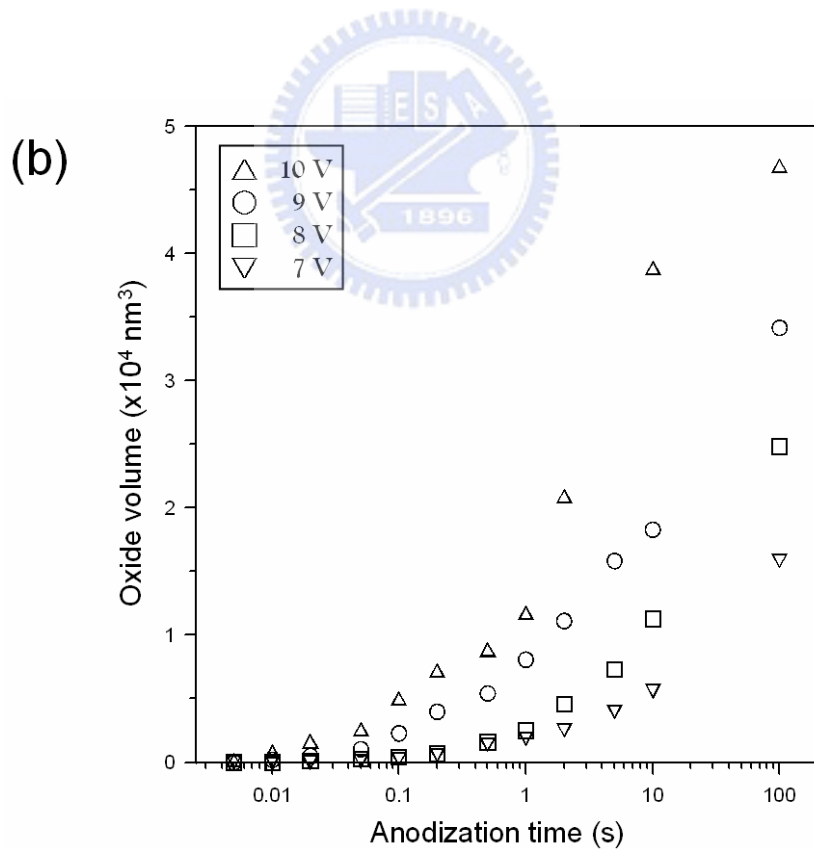 ESA
1896
(b)
10 V
9 V
8 V
7 V
5
4
3
2
1
0
Oxide volume (x10⁴ nm³)
0.01 0.1 1 10 100
Anodization time (s)